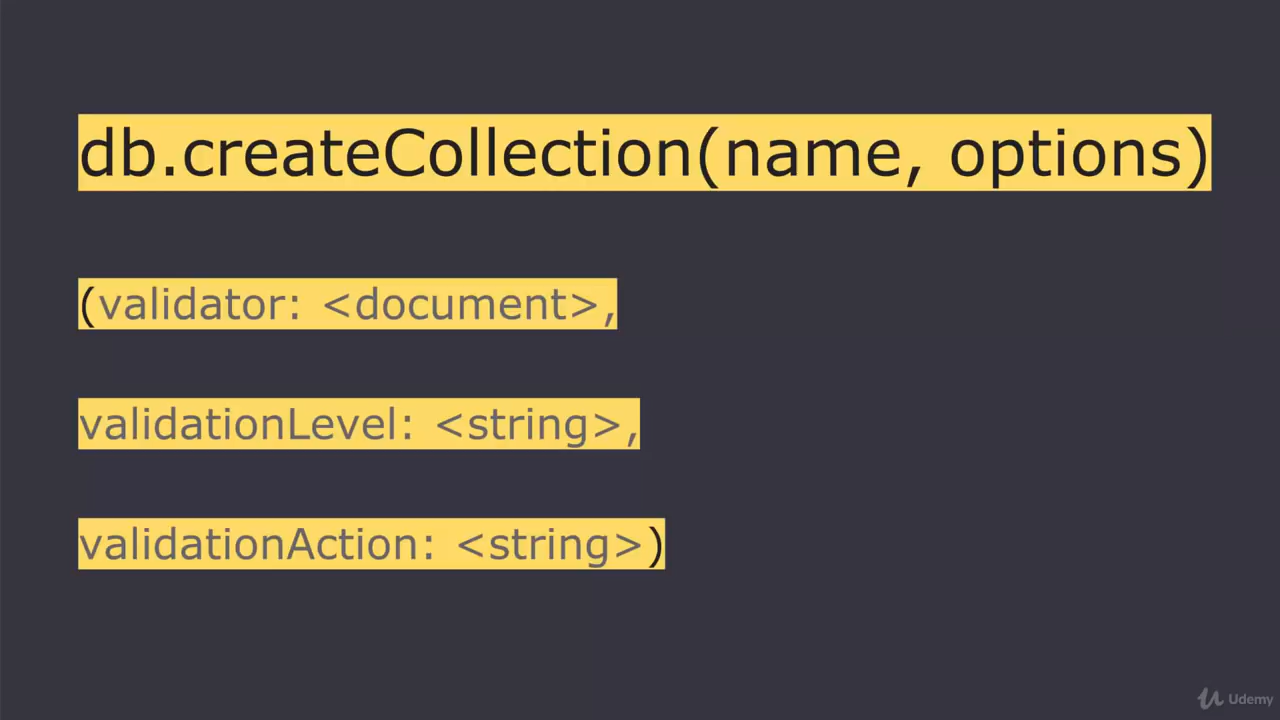 db.createCollection(name, options)
(validator: <document>,
validationLevel: <string>,
validationAction: <string>)
Udemy